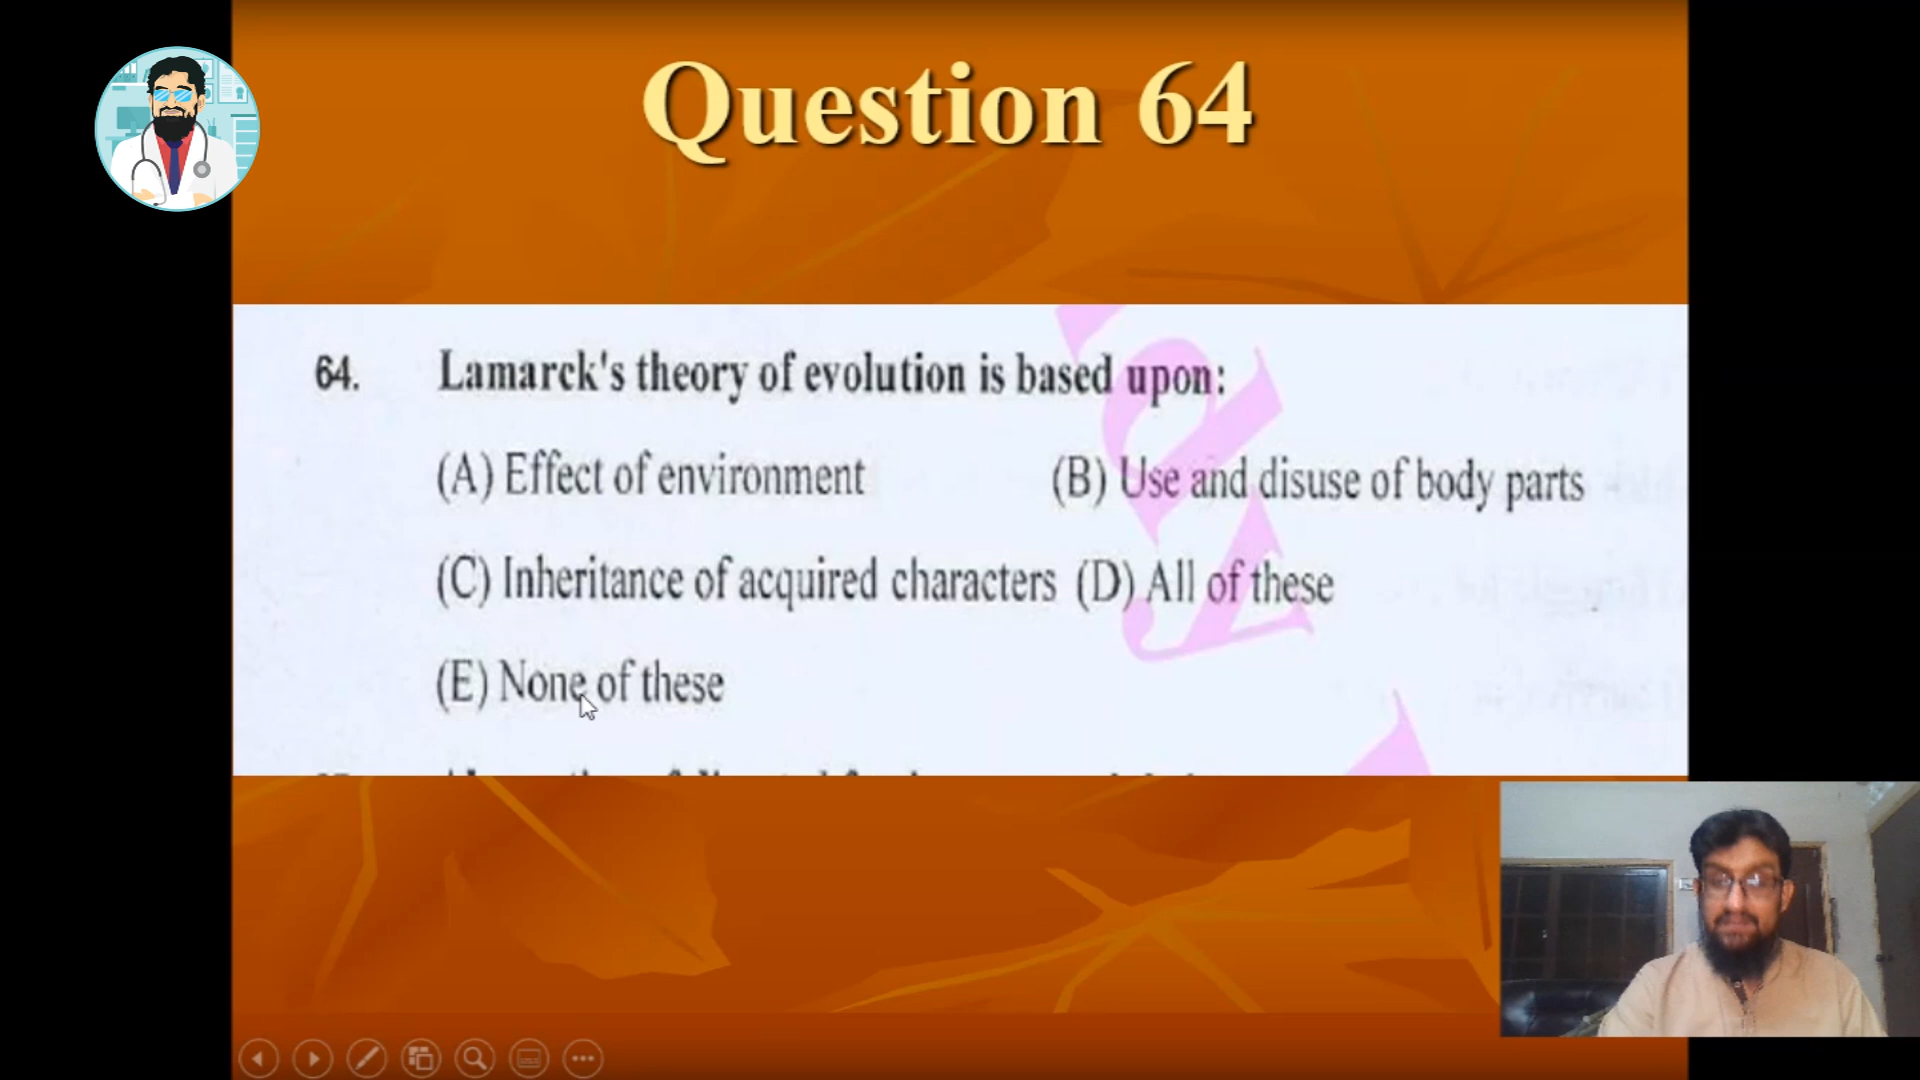 Question 64
64. Lamarck's theory of evolution is based upon:
(A) Effect of environment (B) Use and disuse of body parts
(C) Inheritance of acquired characters (D) All of these
(E) None of these